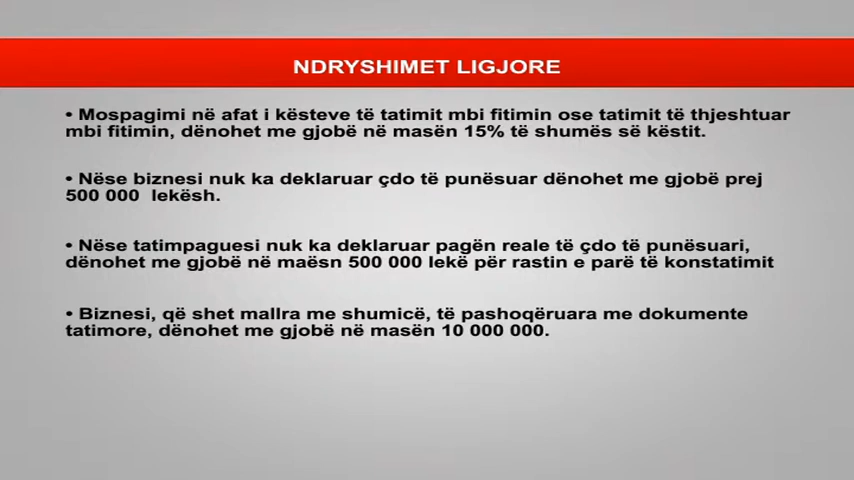 NDRYSHIMET LIGJORE
• Mospagimi në afat i kësteve të tatimit mbi fitimin ose tatimit të thjeshtuar
mbi fitimin, dënohet me gjobë në masën 15% të shumës së këstit.
• Nëse biznesi nuk ka deklaruar çdo të punësuar dënohet me gjobë prej
500 000 lekësh.
• Nëse tatimpaguesi nuk ka deklaruar pagën reale të çdo të punësuari,
dënohet me gjobë në maësn 500 000 lekë për rastin e parë të konstatimit
• Biznesi, që shet mallra me shumicë, të pashoqëruara me dokumente
tatimore, dënohet me gjobë në masën 10 000 000.